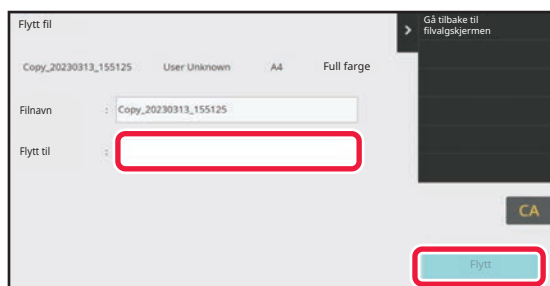 Flytt fil
Gå tilbake til
filvalgskjermen
Copy_20230313_155125 User Unknown A4 Full farge
Filnavn : Copy_20230313_155125
Flytt til :
CA
Flytt